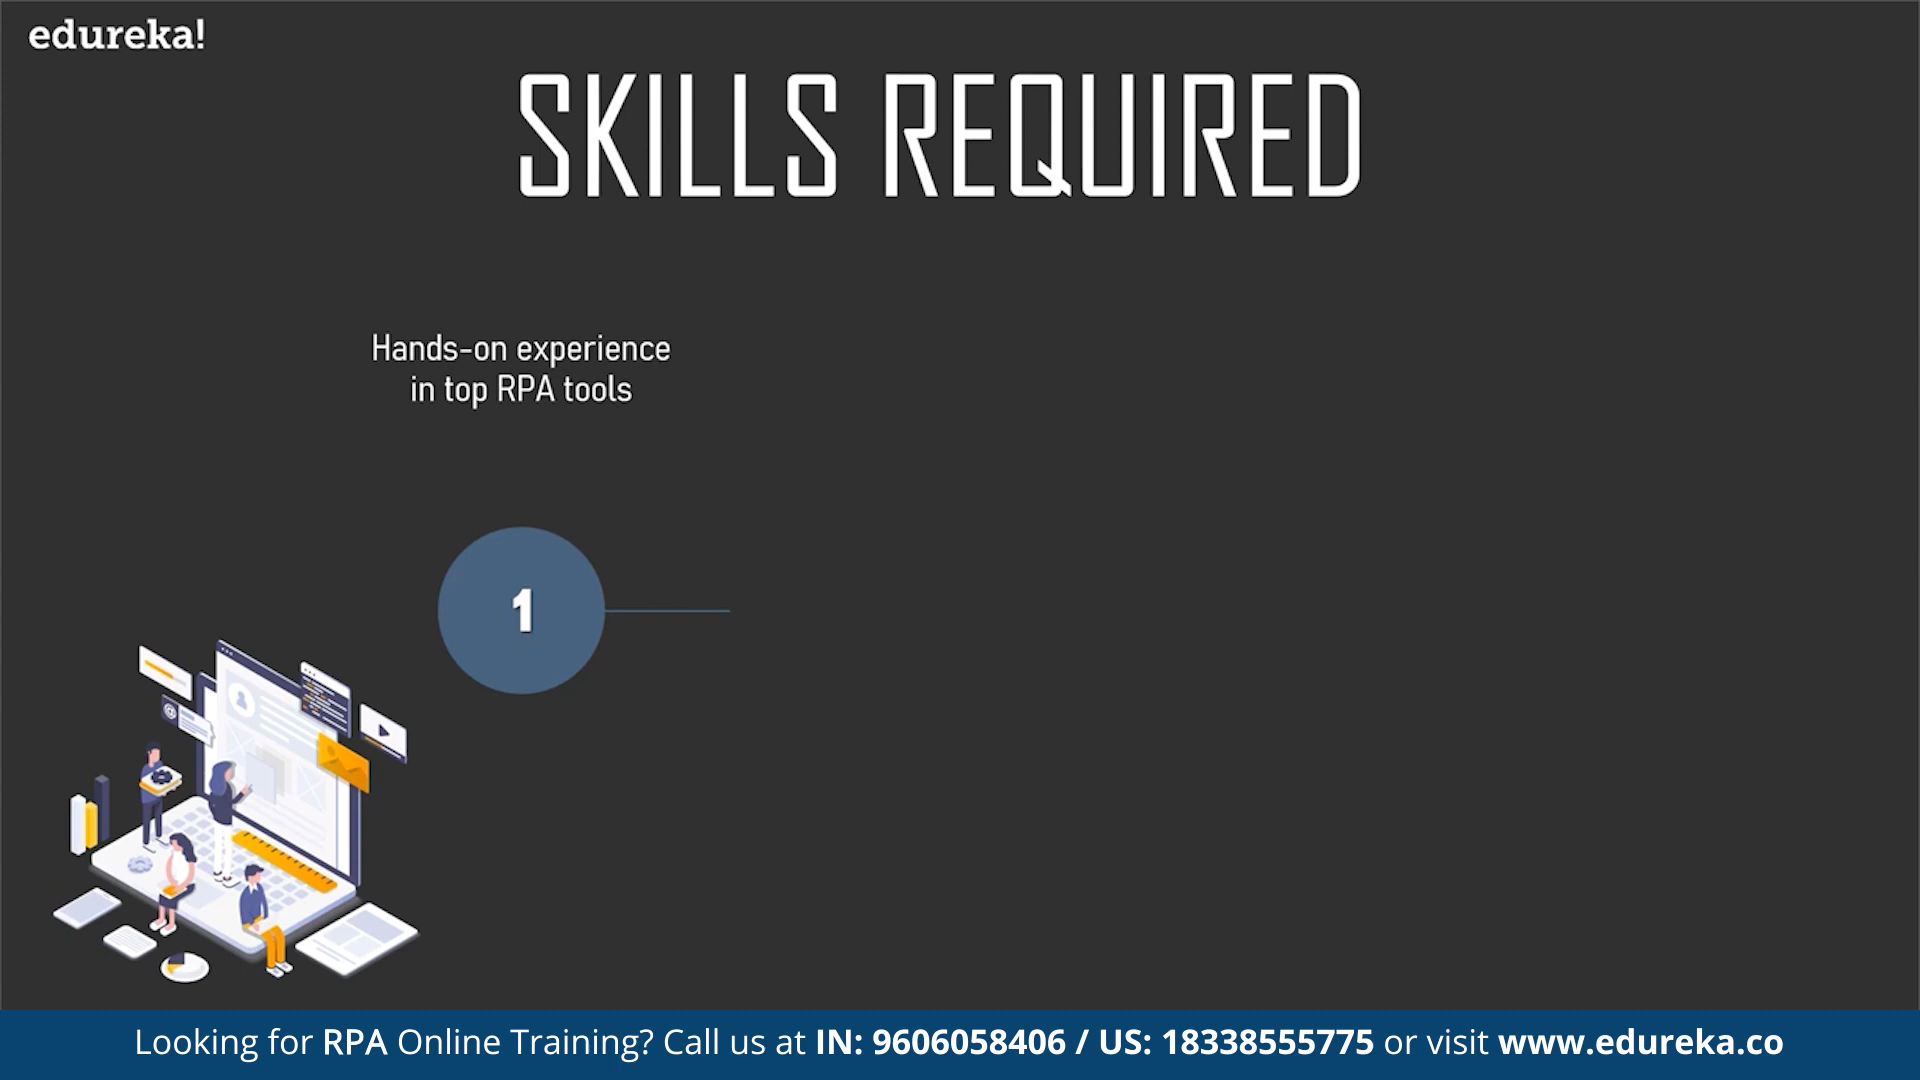 edureka!
SKILLS REQUIRED
Hands-on experience
in top RPA tools
1
Looking for RPA Online Training? Call us at IN: 9606058406 / US: 18338555775 or visit www.edureka.co